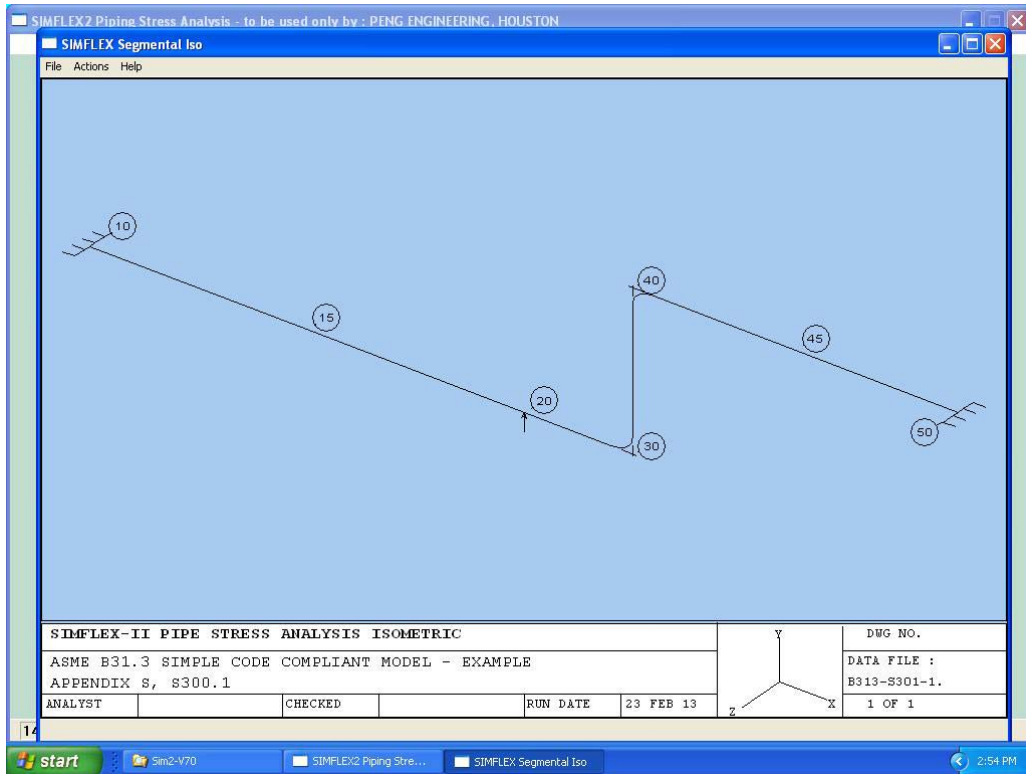 SIMFLEX2 Piping Stress Analysis - to be used only by : PENG ENGINEERING, HOUSTON
SIMFLEX Segmental Iso
File Actions Help
10
15
20
30
40
45
50
SIMFLEX-II PIPE STRESS ANALYSIS ISOMETRIC
ASME B31.3 SIMPLE CODE COMPLIANT MODEL - EXAMPLE
APPENDIX S, S300.1
ANALYST CHECKED RUN DATE 23 FEB 13
Y
Z
X
DWG NO.
DATA FILE :
B313-S301-1.
1 OF 1
14
start Sim2-V70 SIMFLEX2 Piping Stre... SIMFLEX Segmental Iso 2:54 PM